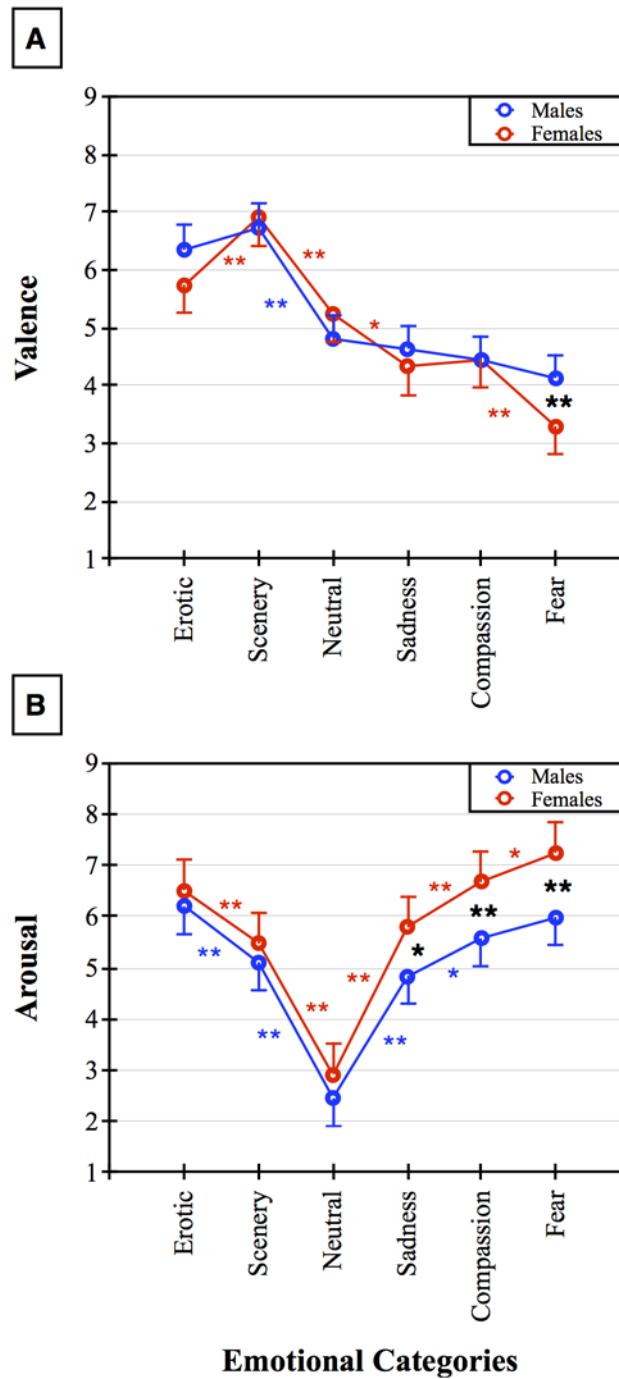 A
Males
Females
9
8
7
6
5
4
3
2
1
Valence
**
**
**
*
**
**
Erotic
Scenery
Neutral
Sadness
Compassion
Fear
B
Males
Females
9
8
7
6
5
4
3
2
1
Arousal
**
**
**
**
**
**
*
**
*
**
*
**
Erotic
Scenery
Neutral
Sadness
Compassion
Fear
Emotional Categories